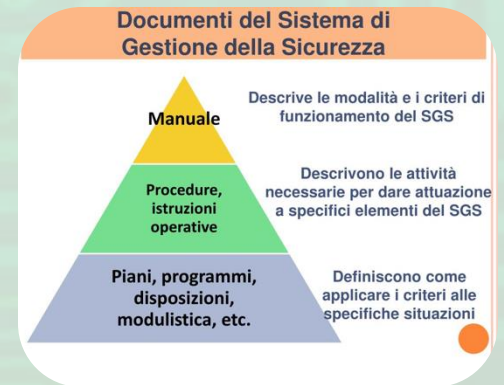 Documenti del Sistema di
Gestione della Sicurezza
Manuale
Descrive le modalità e i criteri di
funzionamento del SGS
Procedure,
istruzioni
operative
Descrivono le attività
necessarie per dare attuazione
a specifici elementi del SGS
Piani, programmi,
disposizioni,
modulistica, etc.
Definiscono come
applicare i criteri alle
specifiche situazioni